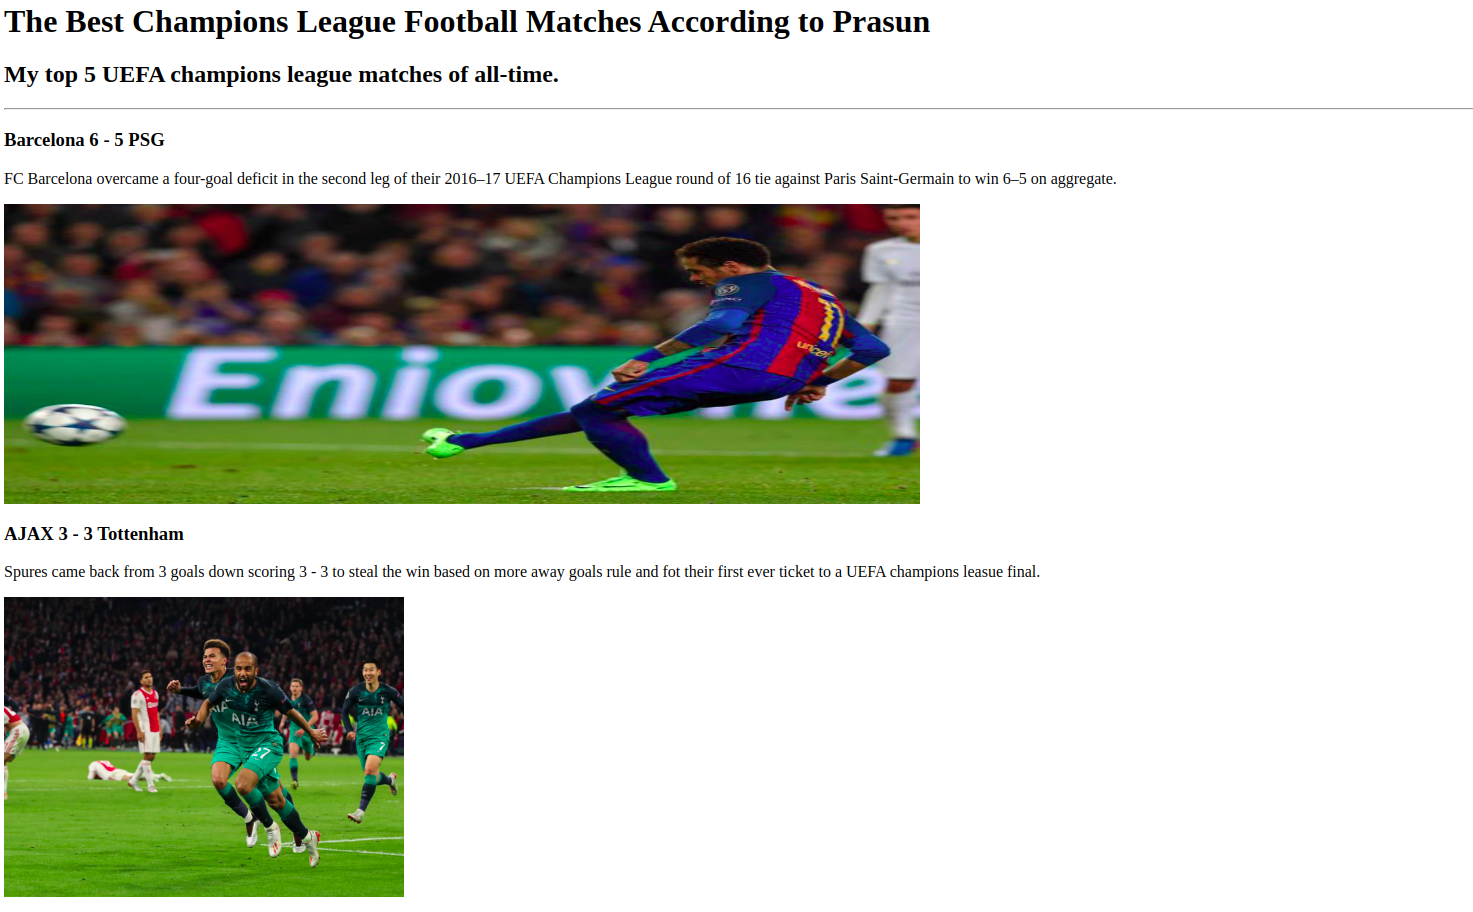 The Best Champions League Football Matches According to Prasun
My top 5 UEFA champions league matches of all-time.
Barcelona 6 - 5 PSG
FC Barcelona overcame a four-goal deficit in the second leg of their 2016–17 UEFA Champions League round of 16 tie against Paris Saint-Germain to win 6–5 on aggregate.
11
unicef
Enjoy
AJAX 3 - 3 Tottenham
Spures came back from 3 goals down scoring 3 - 3 to steal the win based on more away goals rule and fot their first ever ticket to a UEFA champions leasue final.
AIA
AIA
27
7